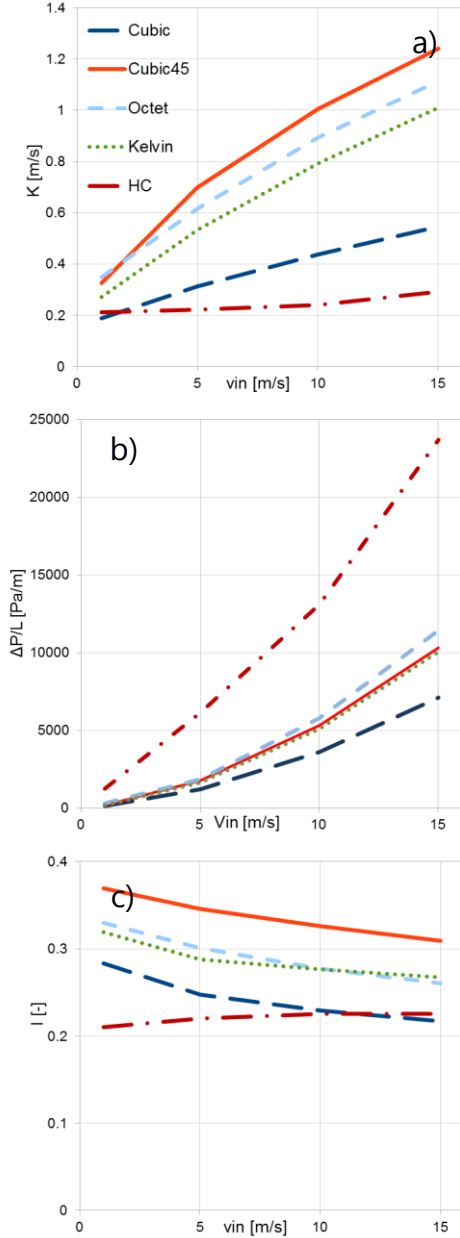 1.4
1.2
1
0.8
0.6
0.4
0.2
0
K [m/s]
Cubic
Cubic45
Octet
Kelvin
HC
a)
0 5 10 15
vin [m/s]
25000
20000
15000
10000
5000
0
ΔP/L [Pa/m]
b)
0 5 10 15
Vin [m/s]
0.4
0.3
0.2
0.1
0
I [-]
c)
0 5 10 15
vin [m/s]